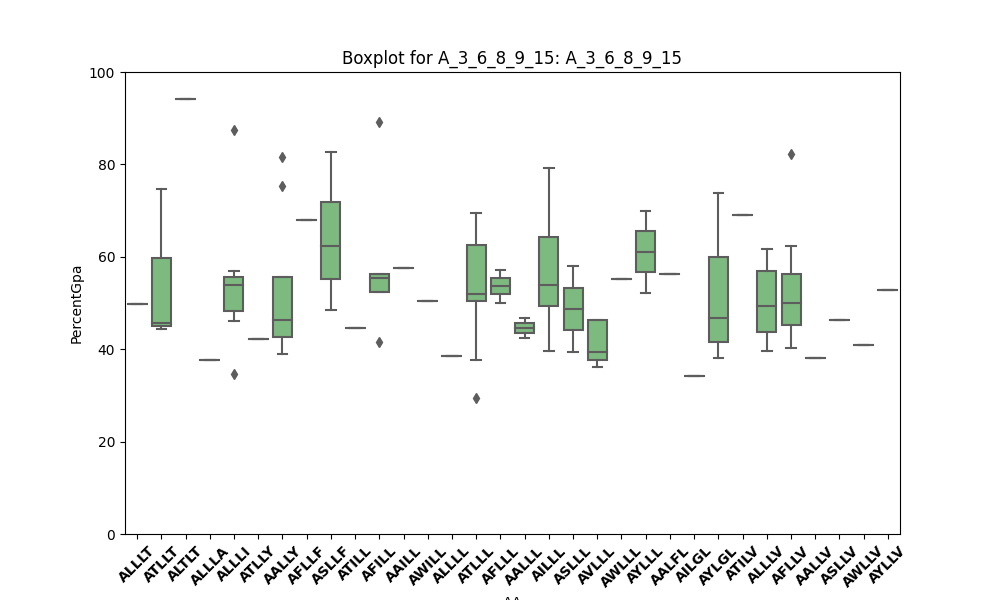 Boxplot for A_3_6_8_9_15: A_3_6_8_9_15
100
80
60
40
20
0
PercentGpa
ALLLT
ATLLT
ALTLT
ALLLA
ALLLI
ATLLY
AALLY
AFLLF
ASLLF
ATILL
AFILL
AAILL
AWILL
ALLLL
ATLLL
AFLLL
AALLL
AILLL
ASLLL
AVLLL
AWLLL
AYLLL
AALFL
AILGL
AYLGL
ATILV
ALLLV
AFLLV
AALLV
ASLLV
AWLLV
AYLLV